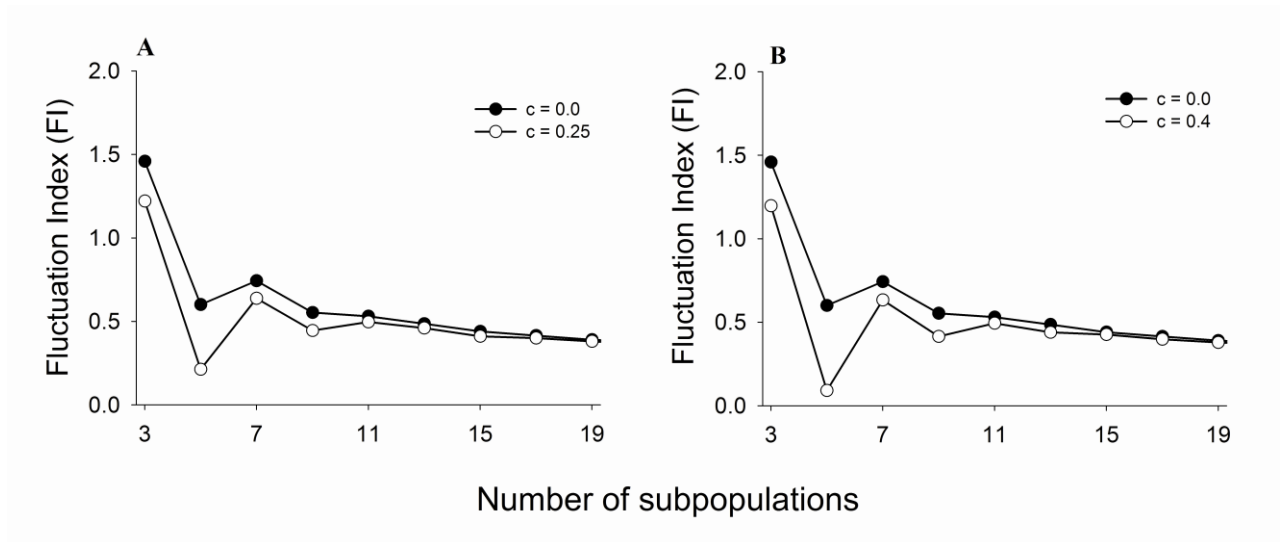 A
Fluctuation Index (FI)
2.0
1.5
1.0
0.5
0.0
c = 0.0
c = 0.25
3 7 11 15 19
B
Fluctuation Index (FI)
2.0
1.5
1.0
0.5
0.0
c = 0.0
c = 0.4
3 7 11 15 19
Number of subpopulations